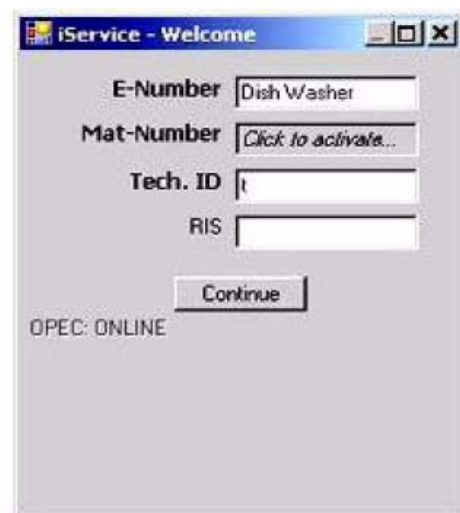 iService - Welcome
E-Number Dish Washer
Mat-Number Click to activate...
Tech. ID t
RIS
Continue
OPEC: ONLINE